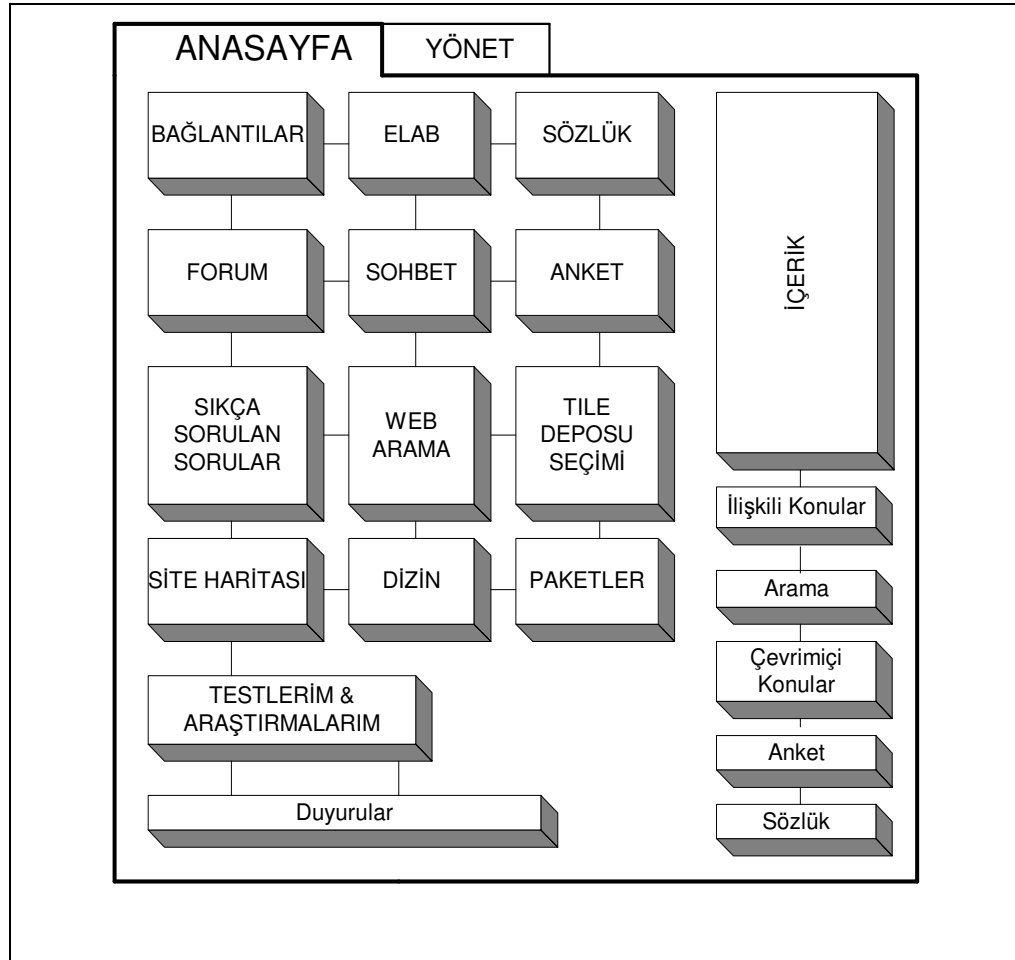 ANASAYFA
YÖNET
BAĞLANTILAR
ELAB
SÖZLÜK
FORUM
SOHBET
ANKET
SIKÇA
SORULAN
SORULAR
WEB
ARAMA
TILE
DEPOSU
SEÇİMİ
SİTE HARİTASI
DİZİN
PAKETLER
TESTLERİM &
ARAŞTIRMALARIM
Duyurular
İÇERİK
İlişkili Konular
Arama
Çevrimiçi
Konular
Anket
Sözlük